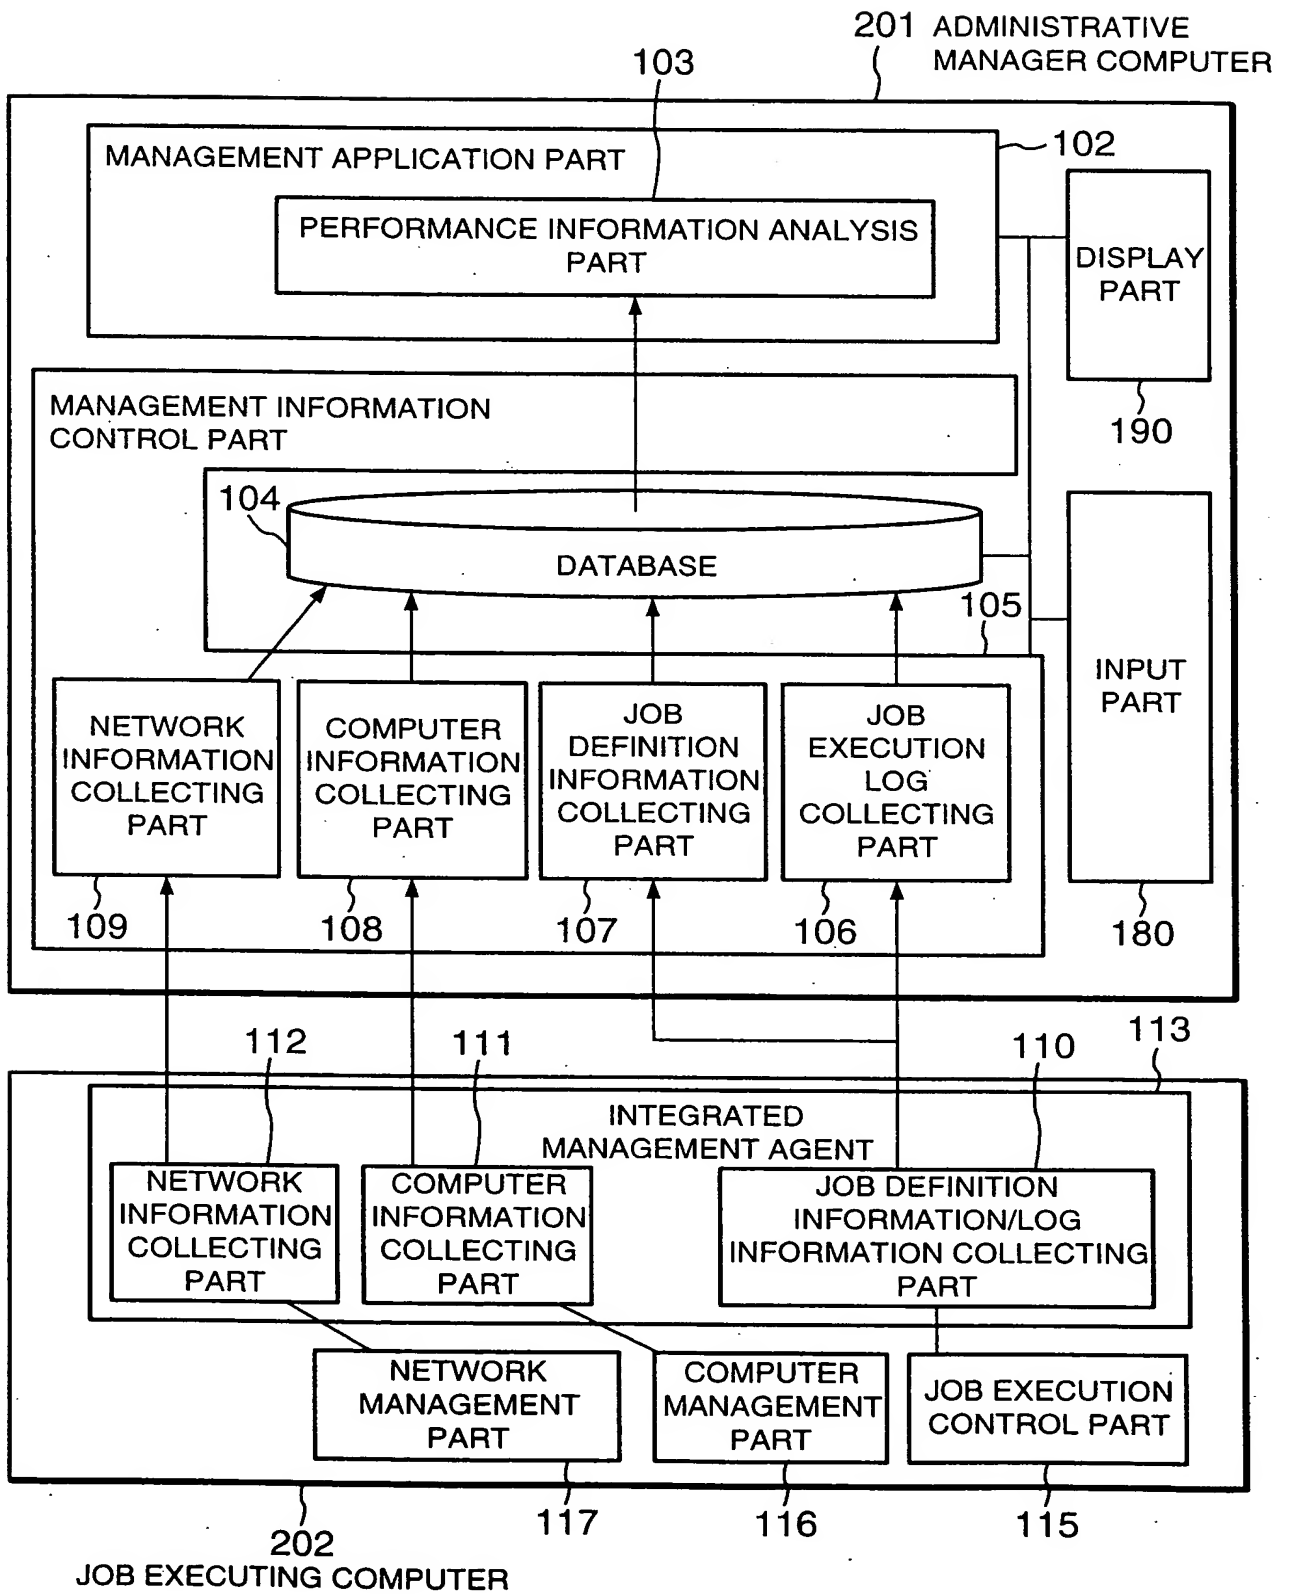 201 ADMINISTRATIVE
MANAGER COMPUTER
103
MANAGEMENT APPLICATION PART
102
PERFORMANCE INFORMATION ANALYSIS
PART
DISPLAY
PART
190
MANAGEMENT INFORMATION
CONTROL PART
104
DATABASE
105
INPUT
PART
180
NETWORK
INFORMATION
COLLECTING
PART
109
COMPUTER
INFORMATION
COLLECTING
PART
108
JOB
DEFINITION
INFORMATION
COLLECTING
PART
107
JOB
EXECUTION
LOG
COLLECTING
PART
106
112
111
110
113
INTEGRATED
MANAGEMENT AGENT
NETWORK
INFORMATION
COLLECTING
PART
COMPUTER
INFORMATION
COLLECTING
PART
JOB DEFINITION
INFORMATION/LOG
INFORMATION COLLECTING
PART
NETWORK
MANAGEMENT
PART
COMPUTER
MANAGEMENT
PART
JOB EXECUTION
CONTROL PART
117
116
115
202
JOB EXECUTING COMPUTER